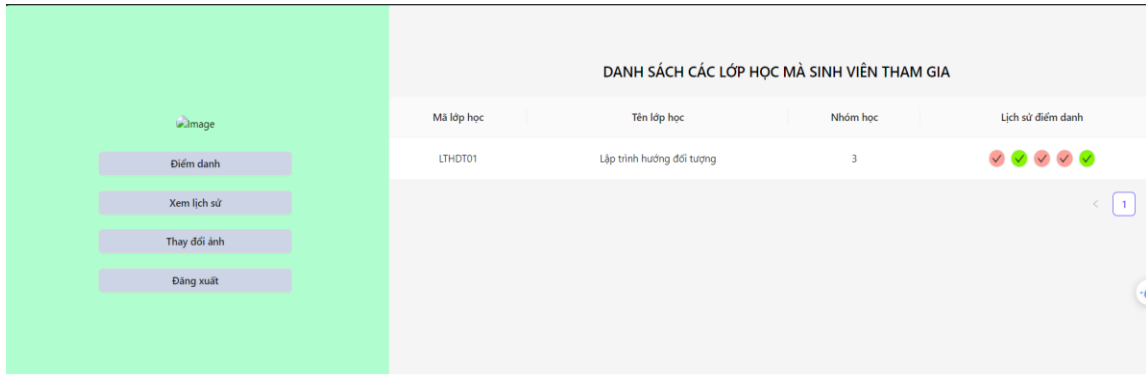 DANH SÁCH CÁC LỚP HỌC MÀ SINH VIÊN THAM GIA
Image
Điểm danh
Xem lịch sử
Thay đổi ảnh
Đăng xuất
Mã lớp học Tên lớp học Nhóm học Lịch sử điểm danh
LTHDT01 Lập trình hướng đối tượng 3
< 1